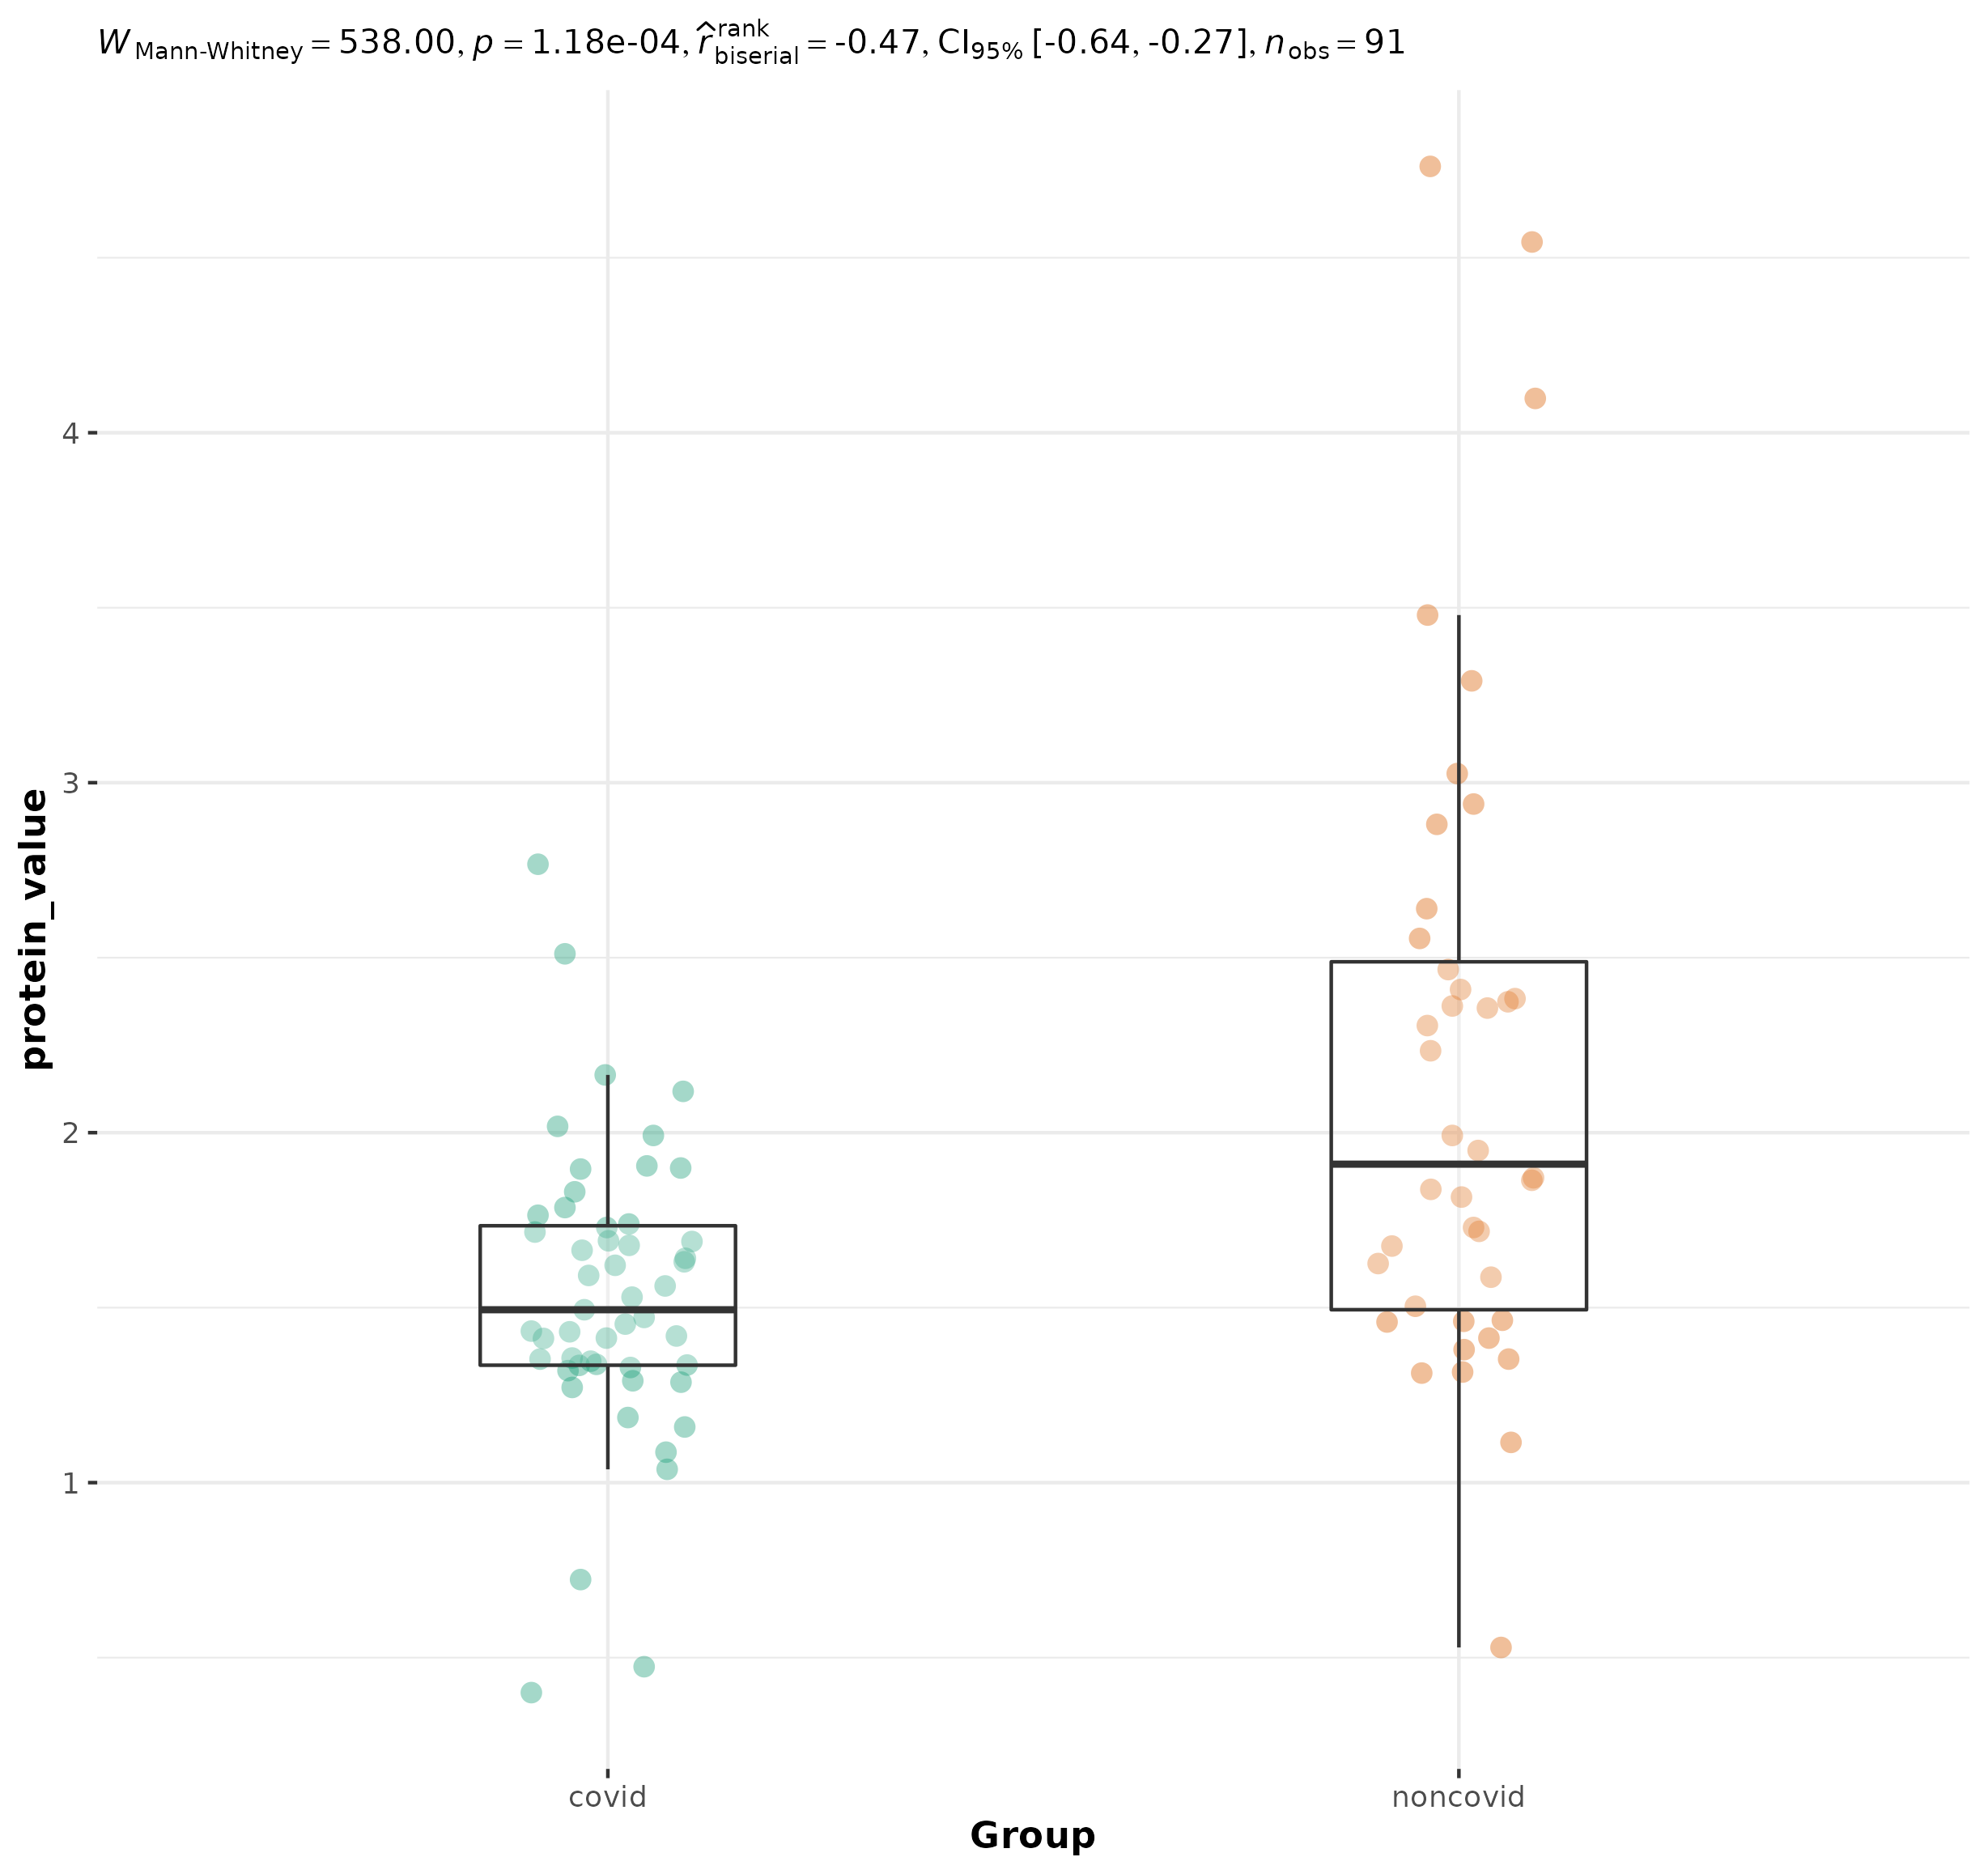 W Mann-Whitney = 538.00, p = 1.18e-04, r̂ rank biserial = -0.47, CI95% [-0.64, -0.27], nobs = 91
protein_value
4
3
2
1
covid noncovid
Group